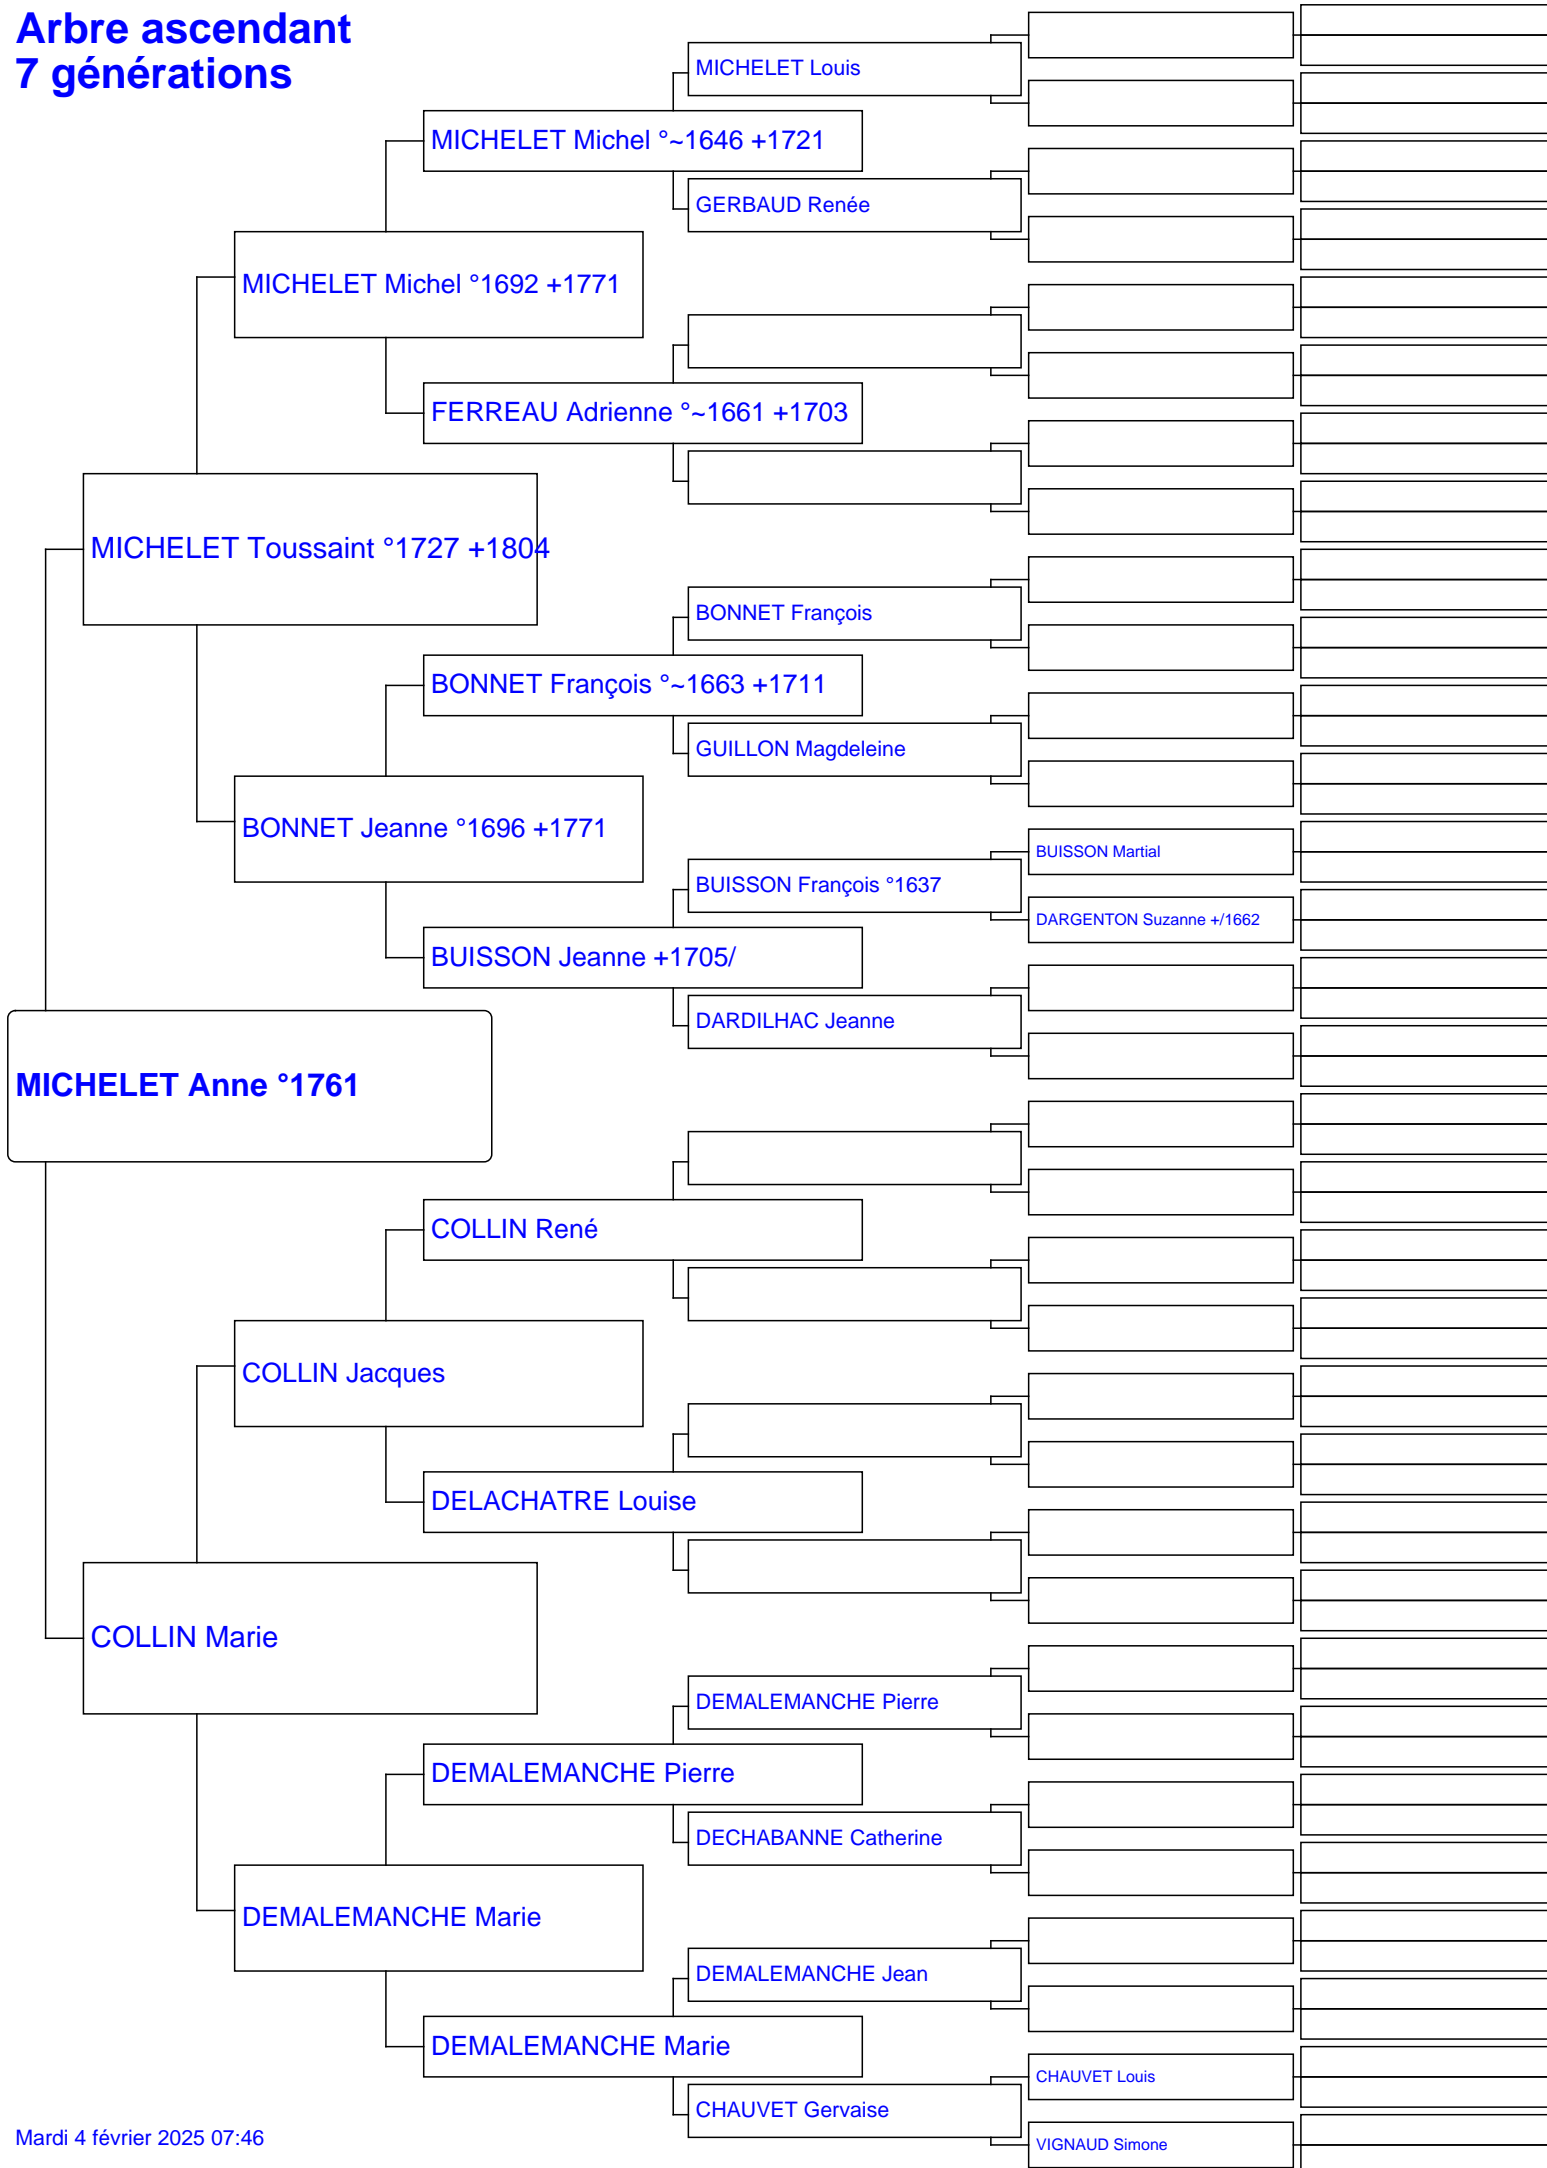 Arbre ascendant
7 générations
MICHELET Louis
MICHELET Michel °~1646 +1721
GERBAUD Renée
MICHELET Michel °1692 +1771
FERREAU Adrienne °~1661 +1703
MICHELET Toussaint °1727 +1804
BONNET François
BONNET François °~1663 +1711
GUILLON Magdeleine
BONNET Jeanne °1696 +1771
BUISSON Martial
BUISSON François °1637
DARGENTON Suzanne +/1662
BUISSON Jeanne +1705/
DARDILHAC Jeanne
MICHELET Anne °1761
COLLIN René
COLLIN Jacques
DELACHATRE Louise
COLLIN Marie
DEMALEMANCHE Pierre
DEMALEMANCHE Pierre
DECHABANNE Catherine
DEMALEMANCHE Marie
DEMALEMANCHE Jean
DEMALEMANCHE Marie
CHAUVET Louis
CHAUVET Gervaise
VIGNAUD Simone
Mardi 4 février 2025 07:46